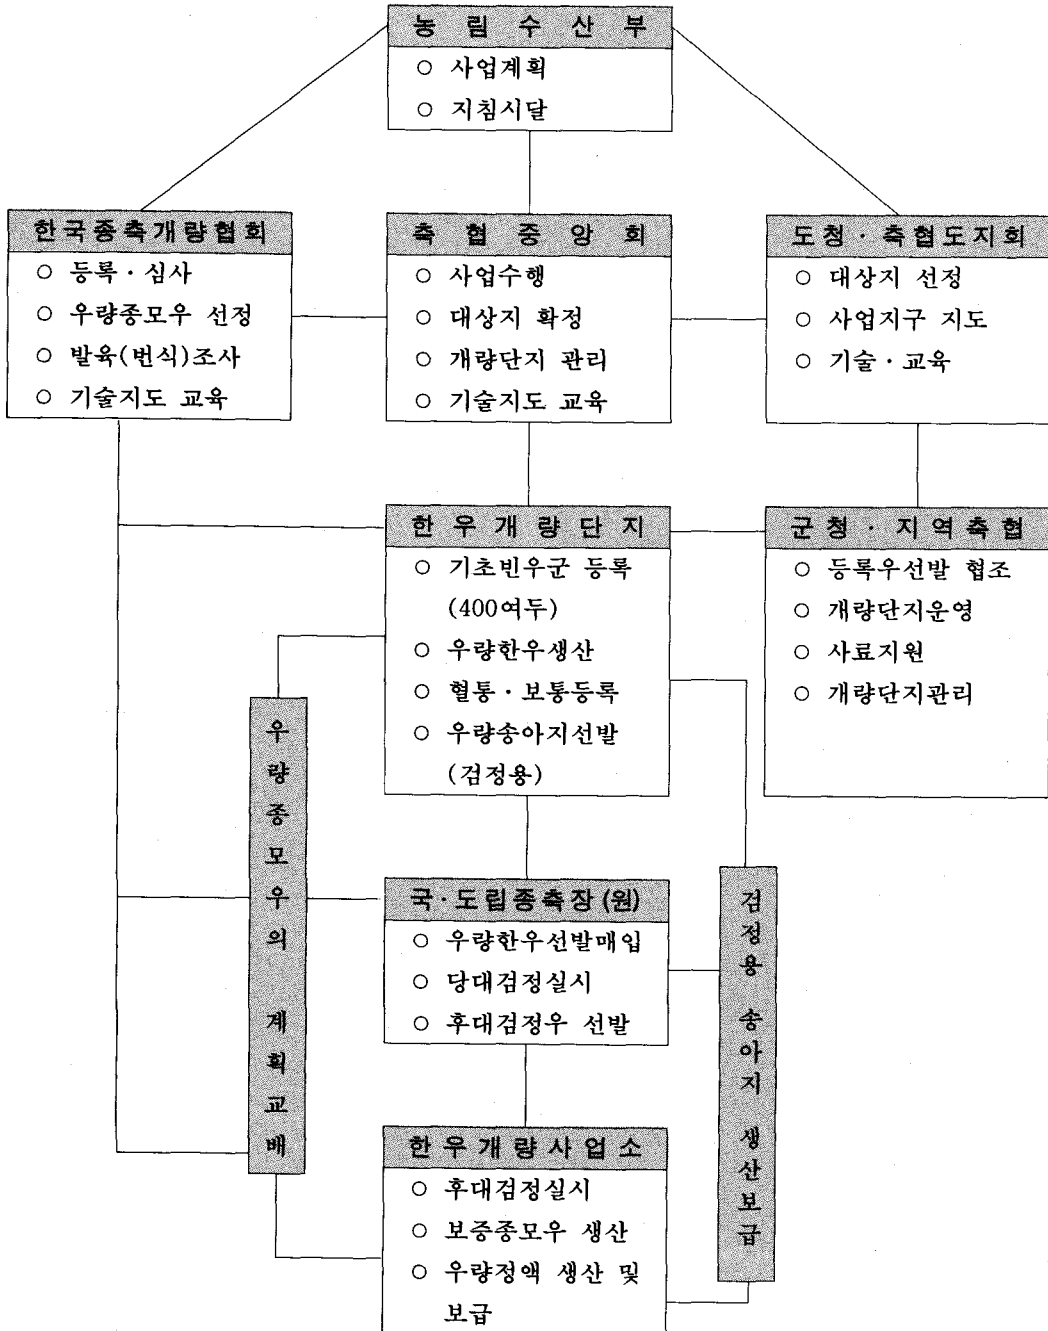 농 림 수 산 부
○ 사업계획
○ 지침시달
한국종축개량협회
○ 등록·심사
○ 우량종모우 선정
○ 발육(번식)조사
○ 기술지도 교육
축 협 중 앙 회
○ 사업수행
○ 대상지 확정
○ 개량단지 관리
○ 기술지도 교육
도청·축협도지회
○ 대상지 선정
○ 사업지구 지도
○ 기술·교육
한 우 개 량 단 지
○ 기초빈우군 등록
(400여두)
○ 우량한우생산
○ 혈통·보통등록
○ 우량송아지선발
(검정용)
군청·지역축협
○ 등록우선발 협조
○ 개량단지운영
○ 사료지원
○ 개량단지관리
우량종모우의 계획교배
국·도립종축장(원)
○ 우량한우선발매입
○ 당대검정실시
○ 후대검정우 선발
검정용 송아지 생산보급
한 우 개 량 사 업 소
○ 후대검정실시
○ 보증종모우 생산
○ 우량정액 생산 및
보급